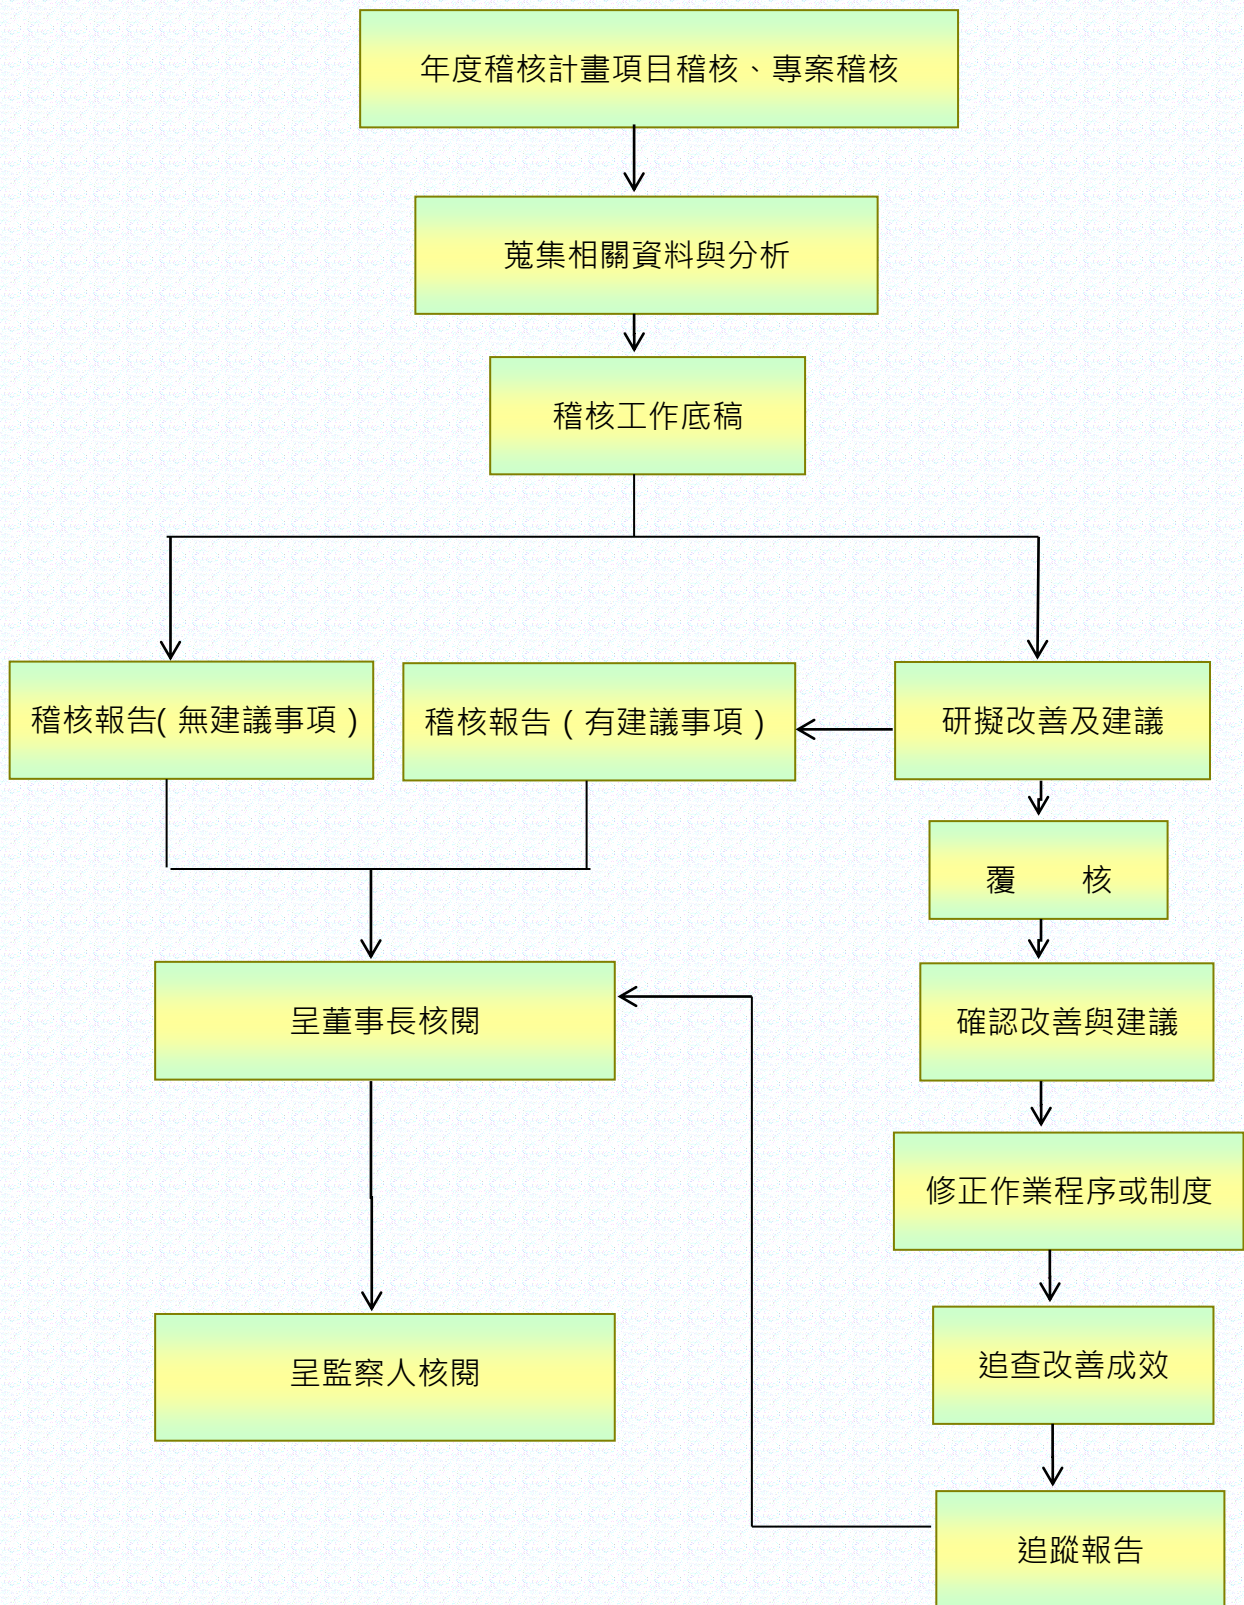 年度稽核計畫項目稽核、專案稽核
蒐集相關資料與分析
稽核工作底稿
稽核報告(無建議事項)
稽核報告(有建議事項)
研擬改善及建議
覆　　核
呈董事長核閱
確認改善與建議
修正作業程序或制度
呈監察人核閱
追查改善成效
追蹤報告